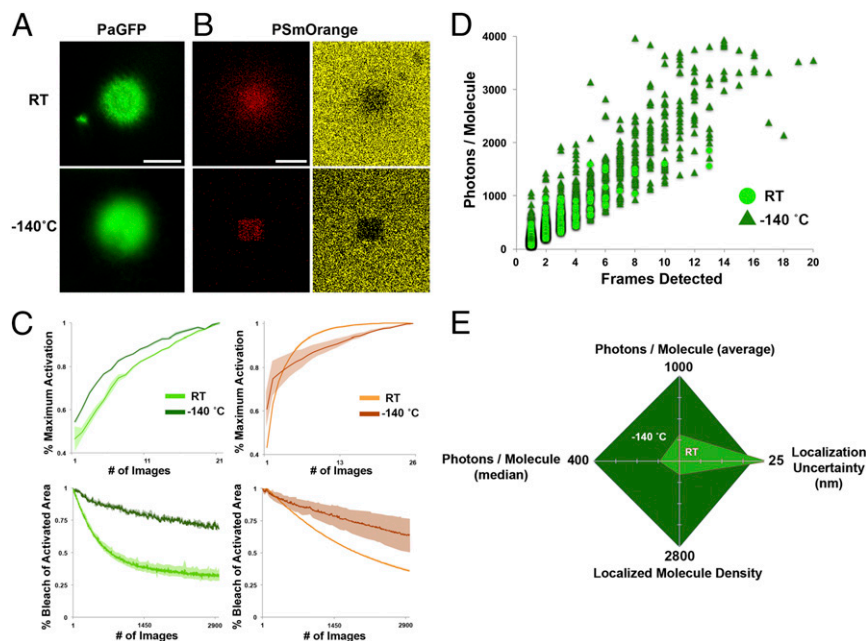 A
PaGFP
B
PSmOrange
RT
-140˚C
D
Photons / Molecule
4000
3000
2000
1000
0
0 2 4 6 8 10 12 14 16 18 20
Frames Detected
RT
-140 ˚C
C
% Maximum Activation
1
0.8
0.6
0.4
1 11 21
# of Images
RT
-140 ˚C
% Maximum Activation
1
0.8
0.6
0.4
1 13 26
# of Images
RT
-140 ˚C
% Bleach of Activated Area
1
0.75
0.5
0.25
0
1 1450 2900
# of Images
% Bleach of Activated Area
1
0.75
0.5
0.25
0
1 1450 2900
# of Images
E
Photons / Molecule (average)
1000
-140 ˚C
RT
Photons / Molecule
(median)
400
25
Localization
Uncertainty
(nm)
2800
Localized Molecule Density